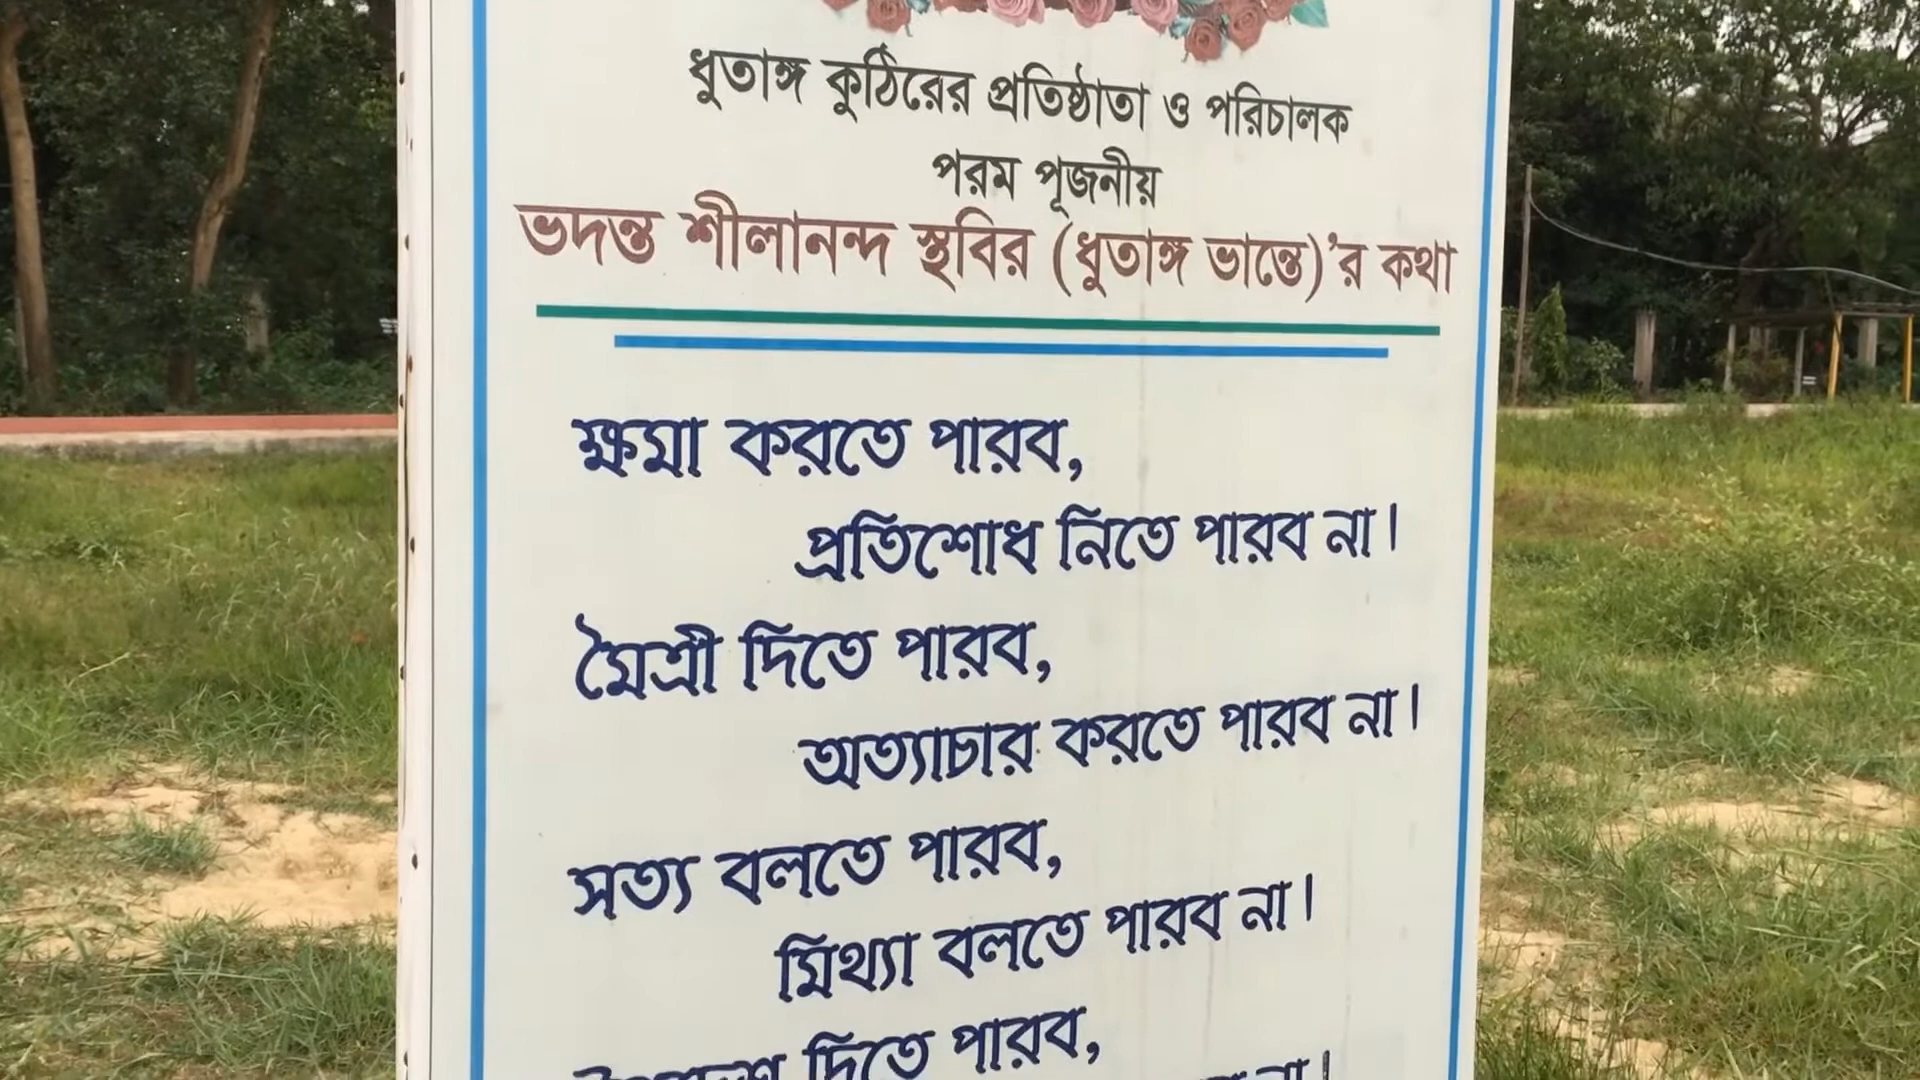 ধুতাঙ্গ কুঠিরের প্রতিষ্ঠাতা ও পরিচালক
পরম পূজনীয়
ভদন্ত শীলানন্দ স্থবির (ধুতাঙ্গ ভান্তে)’র কথা
ক্ষমা করতে পারব,
প্রতিশোধ নিতে পারব না।
মৈত্রী দিতে পারব,
অত্যাচার করতে পারব না।
সত্য বলতে পারব,
মিথ্যা বলতে পারব না।
দিতে পারব,
না।